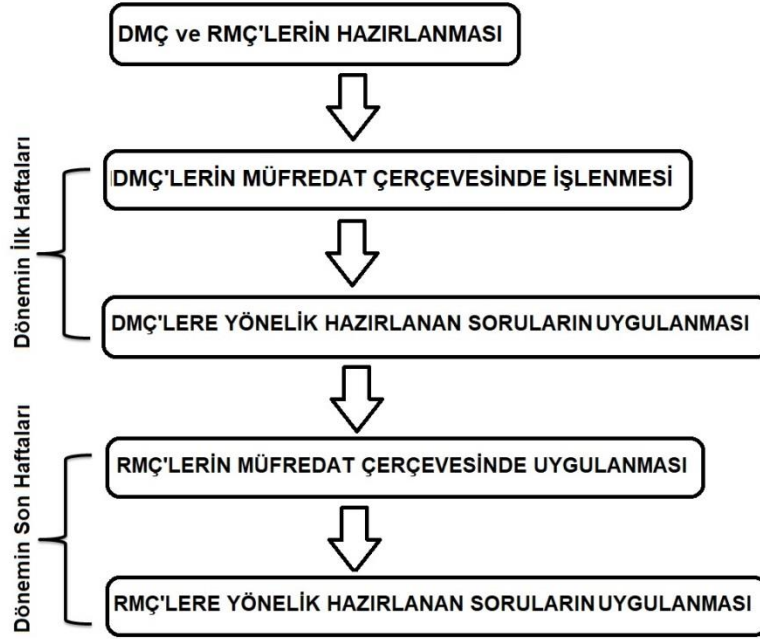 DMÇ ve RMÇ'LERİN HAZIRLANMASI
Dönemin İlk Haftaları
DMÇ'LERİN MÜFREDAT ÇERÇEVESİNDE İŞLENMESİ
DMÇ'LERE YÖNELİK HAZIRLANAN SORULARIN UYGULANMASI
Dönemin Son Haftaları
RMÇ'LERİN MÜFREDAT ÇERÇEVESİNDE UYGULANMASI
RMÇ'LERE YÖNELİK HAZIRLANAN SORULARIN UYGULANMASI